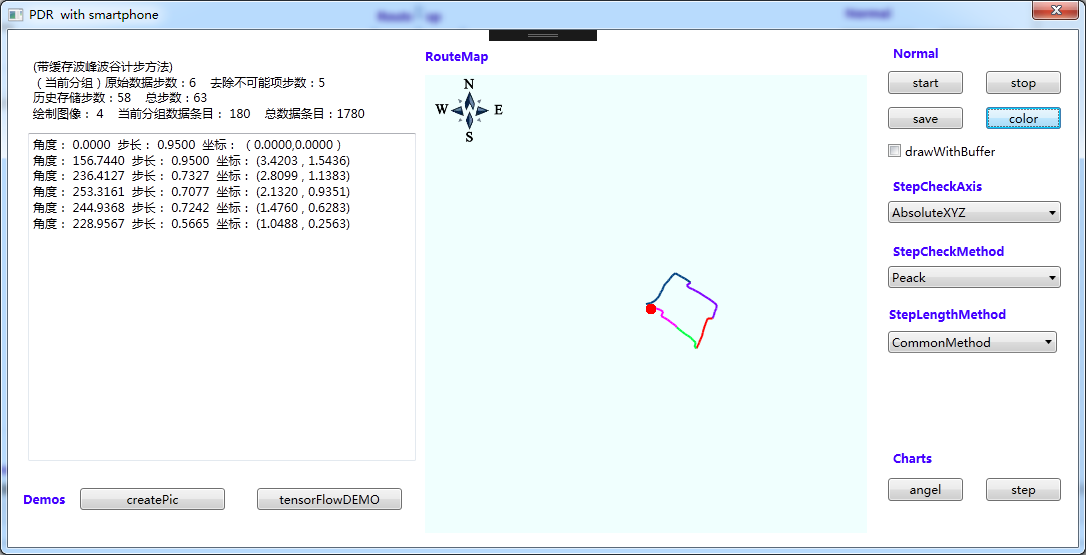 PDR  with smartphone
(带缓存波峰波谷计步方法)
（当前分组）原始数据步数：6    去除不可能项步数：5
历史存储步数：58    总步数：63
绘制图像： 4    当前分组数据条目： 180    总数据条目：1780
角度： 0.0000  步长： 0.9500  坐标： （ 0.0000,0.0000 ）
角度： 156.7440  步长： 0.9500  坐标： (3.4203 , 1.5436)
角度： 236.4127  步长： 0.7327  坐标： (2.8099 , 1.1383)
角度： 253.3161  步长： 0.7077  坐标： (2.1320 , 0.9351)
角度： 244.9368  步长： 0.7242  坐标： (1.4760 , 0.6283)
角度： 228.9567  步长： 0.5665  坐标： (1.0488 , 0.2563)
Demos
createPic
tensorFlowDEMO
RouteMap
N
W
E
S
Normal
start
stop
save
color
drawWithBuffer
StepCheckAxis
AbsoluteXYZ
StepCheckMethod
Peack
StepLengthMethod
CommonMethod
Charts
angel
step